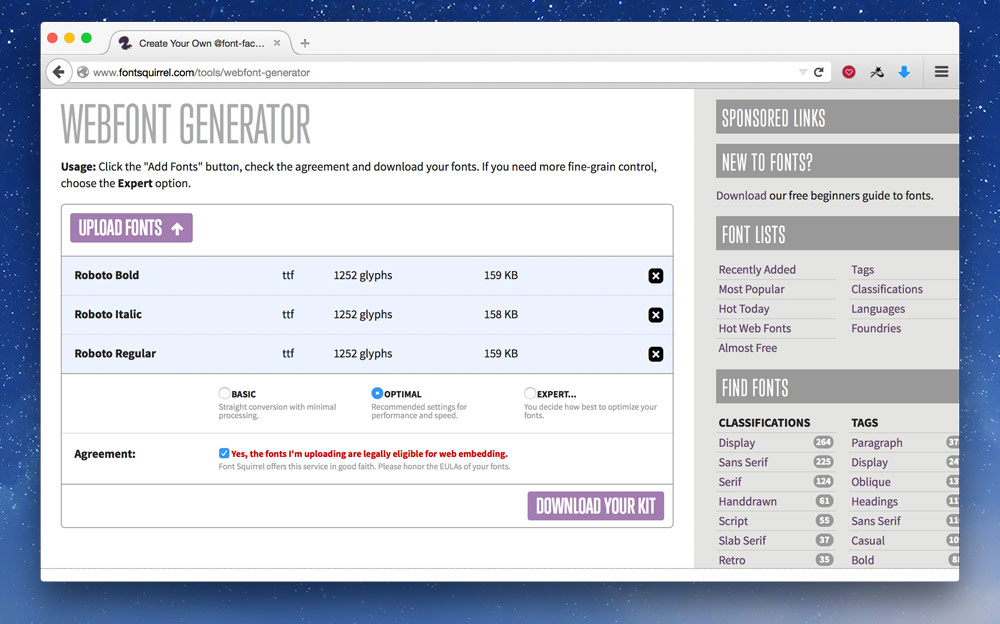 Create Your Own @font-fac...
www.fontsquirrel.com/tools/webfont-generator
WEBFONT GENERATOR
Usage: Click the "Add Fonts" button, check the agreement and download your fonts. If you need more fine-grain control,
choose the Expert option.
UPLOAD FONTS
Roboto Bold ttf 1252 glyphs 159 KB
Roboto Italic ttf 1252 glyphs 158 KB
Roboto Regular ttf 1252 glyphs 159 KB
BASIC
Straight conversion with minimal
processing.
OPTIMAL
Recommended settings for
performance and speed.
EXPERT...
You decide how best to optimize your
fonts.
Agreement:
Yes, the fonts I'm uploading are legally eligible for web embedding.
Font Squirrel offers this service in good faith. Please honor the EULAs of your fonts.
DOWNLOAD YOUR KIT
SPONSORED LINKS
NEW TO FONTS?
Download our free beginners guide to fonts.
FONT LISTS
Recently Added
Most Popular
Hot Today
Hot Web Fonts
Almost Free
Tags
Classifications
Languages
Foundries
FIND FONTS
CLASSIFICATIONS
Display 264
Sans Serif 225
Serif 124
Handdrawn 61
Script 55
Slab Serif 37
Retro 35
TAGS
Paragraph
Display
Oblique
Headings
Sans Serif
Casual
Bold